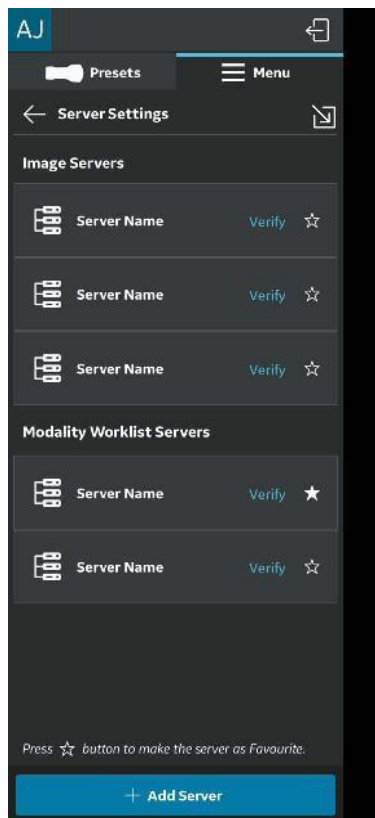 AJ
Presets
Menu
Server Settings
Image Servers
Server Name Verify
Server Name Verify
Server Name Verify
Modality Worklist Servers
Server Name Verify
Server Name Verify
Press ☆ button to make the server as Favourite.
+ Add Server